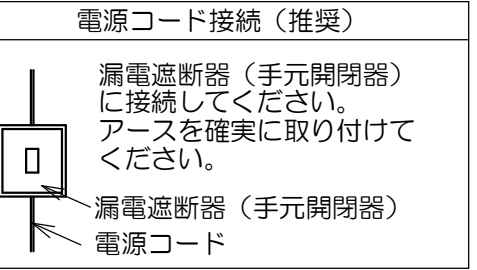 電源コード接続（推奨）
漏電遮断器（手元開閉器）
に接続してください。
アースを確実に取り付けて
ください。
漏電遮断器（手元開閉器）
電源コード